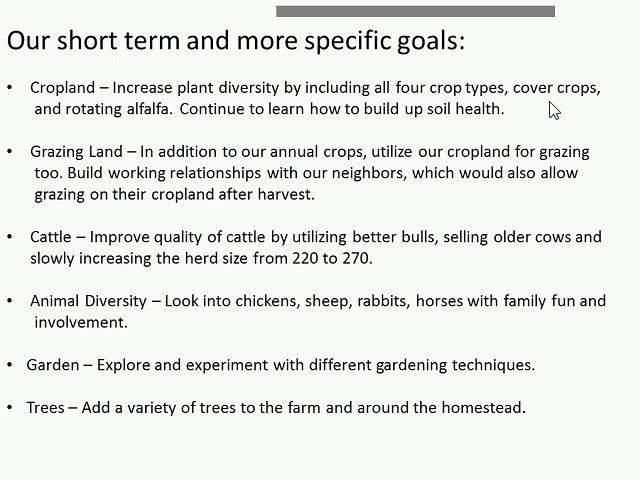 Our short term and more specific goals:
• Cropland – Increase plant diversity by including all four crop types, cover crops,
and rotating alfalfa. Continue to learn how to build up soil health.
• Grazing Land – In addition to our annual crops, utilize our cropland for grazing
too. Build working relationships with our neighbors, which would also allow
grazing on their cropland after harvest.
• Cattle – Improve quality of cattle by utilizing better bulls, selling older cows and
slowly increasing the herd size from 220 to 270.
• Animal Diversity – Look into chickens, sheep, rabbits, horses with family fun and
involvement.
• Garden – Explore and experiment with different gardening techniques.
• Trees – Add a variety of trees to the farm and around the homestead.